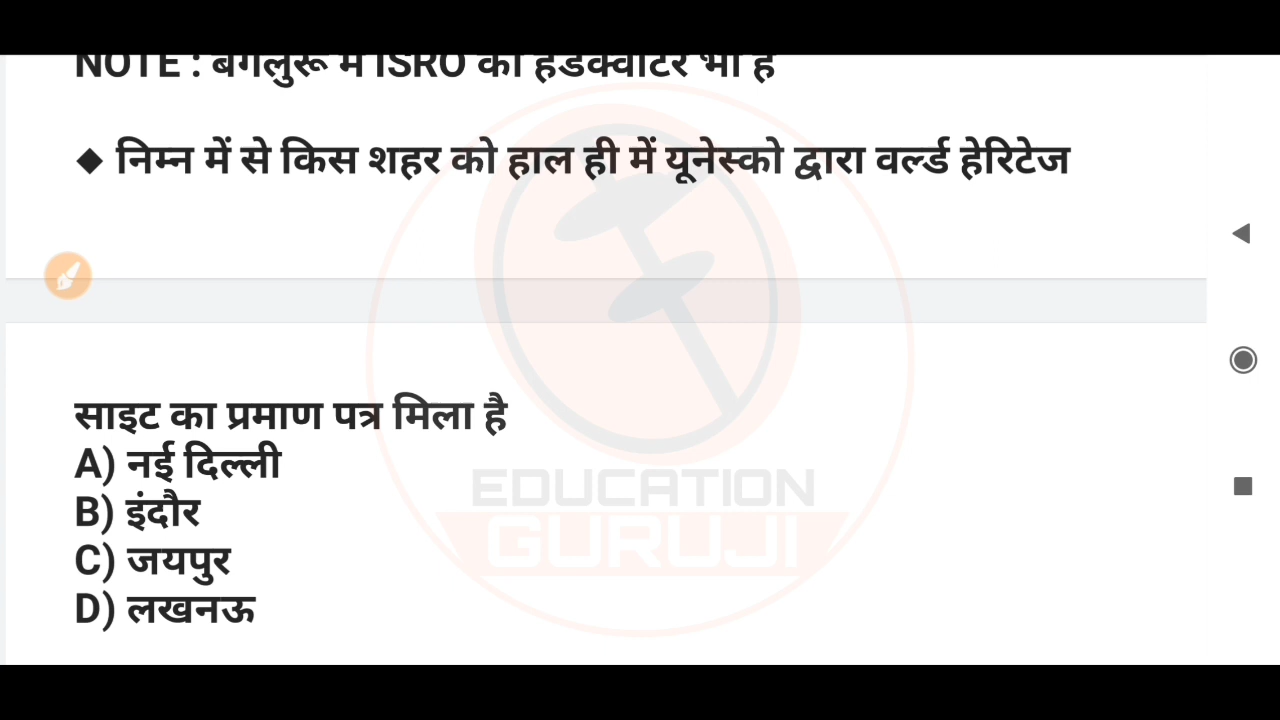 NOTE : बेंगलुरू में ISRO का हेडक्वाटर भी है
◆ निम्न में से किस शहर को हाल ही में यूनेस्को द्वारा वर्ल्ड हेरिटेज
साइट का प्रमाण पत्र मिला है
A) नई दिल्ली
B) इंदौर
C) जयपुर
D) लखनऊ
EDUCATION
GURUJI